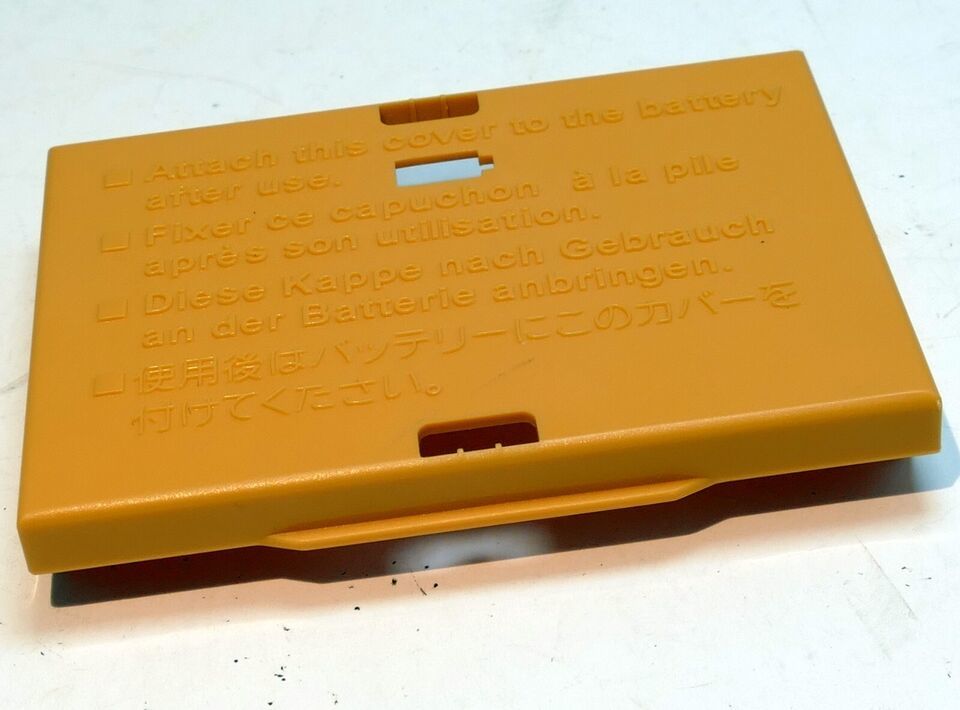 ■ Attach this cover to the battery
after use.
■ Fixer ce capuchon à la pile
après son utilisation.
■ Diese Kappe nach Gebrauch
an der Batterie anbringen.
■ 使用後はバッテリーにこのカバーを
付けてください。